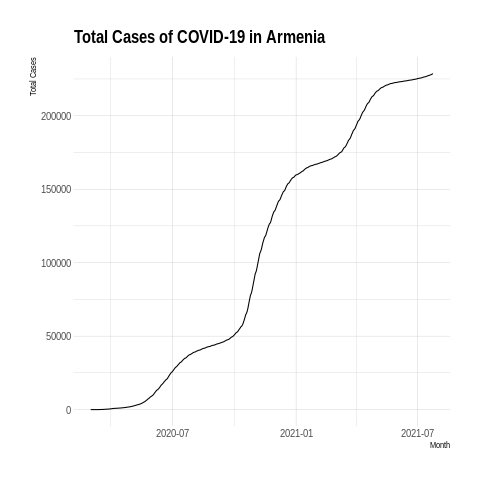 Total Cases of COVID-19 in Armenia
Total Cases
200000
150000
100000
50000
0
2020-07
2021-01
2021-07
Month